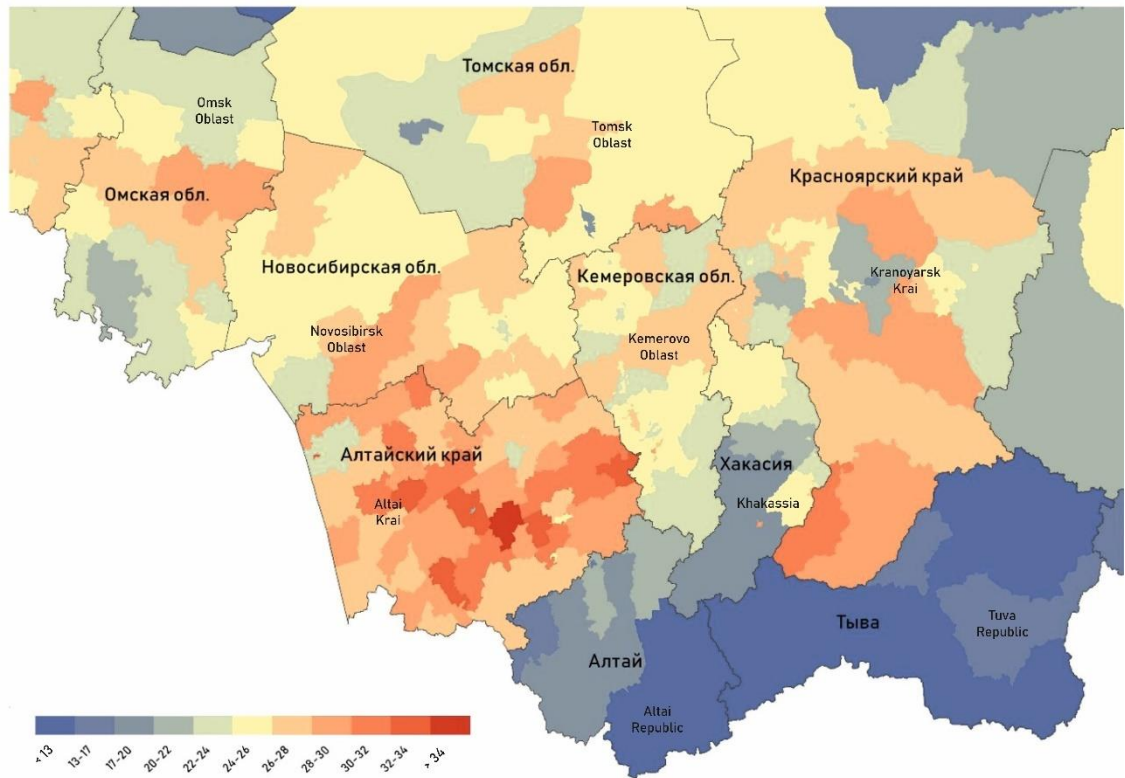 Томская обл.
Omsk
Oblast
Tomsk
Oblast
Омская обл.
Красноярский край
Новосибирская обл.
Кемеровская обл.
Kranoyarsk
Krai
Novosibirsk
Oblast
Kemerovo
Oblast
Алтайский край
Хакасия
Altai
Krai
Khakassia
Тыва
Tuva
Republic
Алтай
Altai
Republic
< 13
13-17
17-20
20-22
22-24
24-26
26-28
28-30
30-32
32-34
> 34